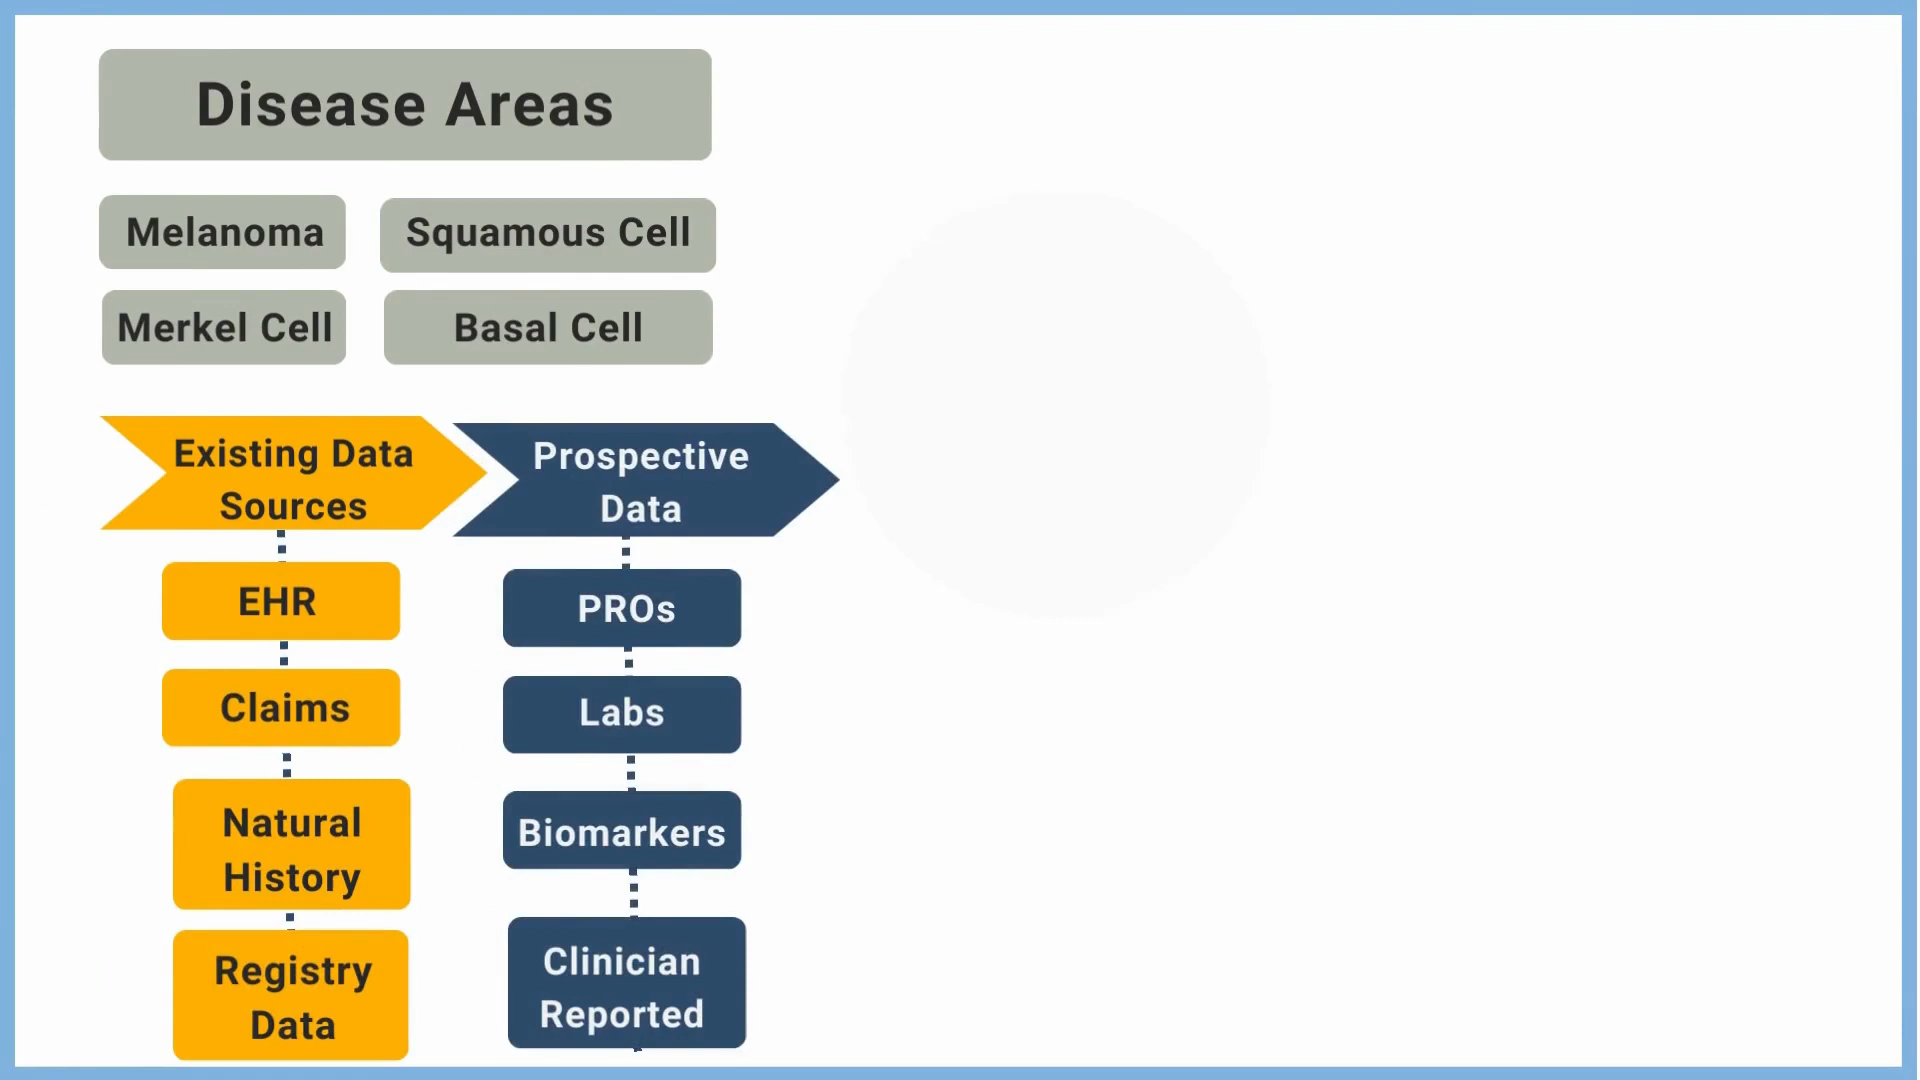 Disease Areas
Melanoma
Squamous Cell
Merkel Cell
Basal Cell
Existing Data
Sources
EHR
Claims
Natural
History
Registry
Data
Prospective
Data
PROs
Labs
Biomarkers
Clinician
Reported